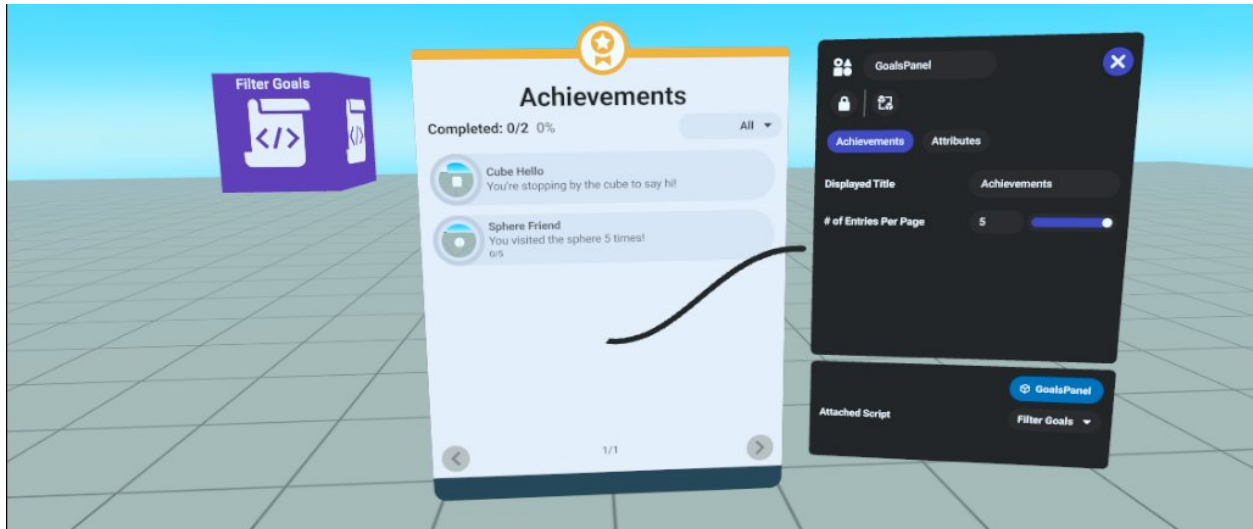 Filter Goals
</>
</>
Achievements
Completed: 0/2 0%
All
Cube Hello
You're stopping by the cube to say hi!
Sphere Friend
You visited the sphere 5 times!
0/5
1/1
GoalsPanel
Achievements Attributes
Displayed Title Achievements
# of Entries Per Page 5
GoalsPanel
Attached Script Filter Goals